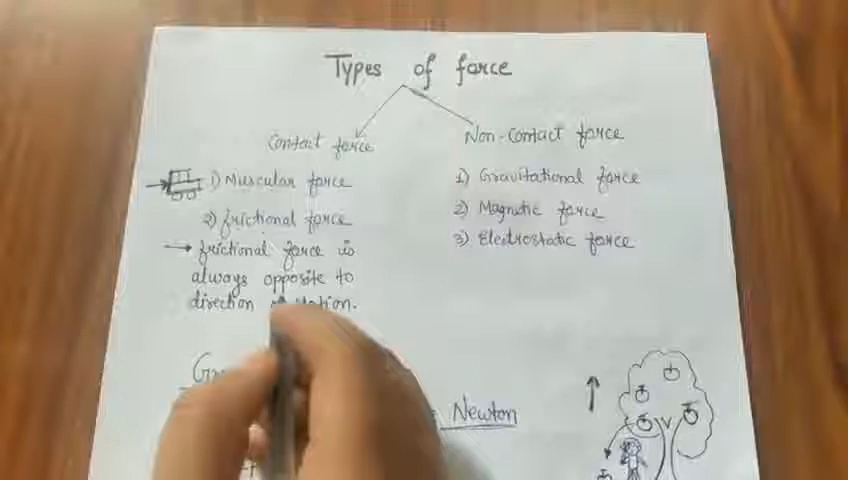 Types of force
Contact force
Non-Contact force
1) Muscular force
2) frictional force
→ frictional force is
always opposite to
direction
1) Gravitational force
2) Magnetic force
3) Electrostatic force
Newton